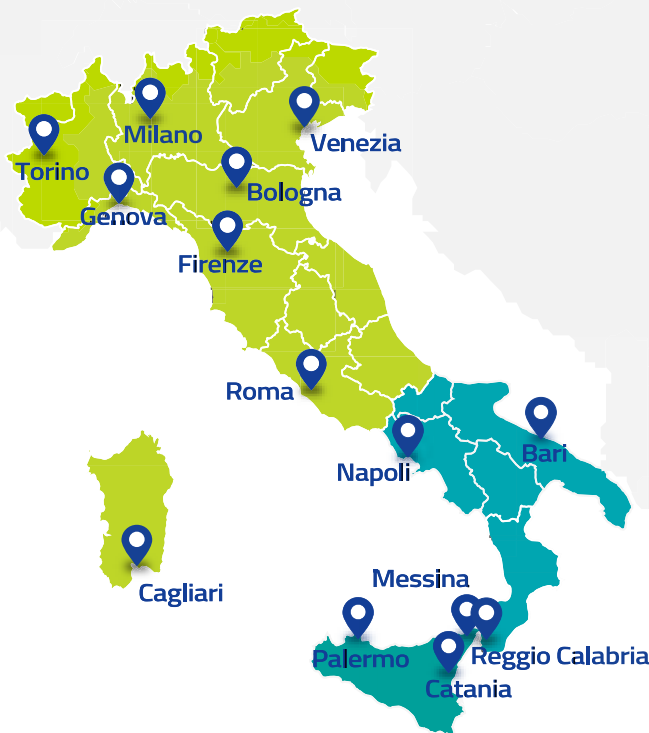 Milano
Venezia
Torino
Bologna
Genova
Firenze
Roma
Bari
Napoli
Messina
Cagliari
Palermo
Reggio Calabria
Catania